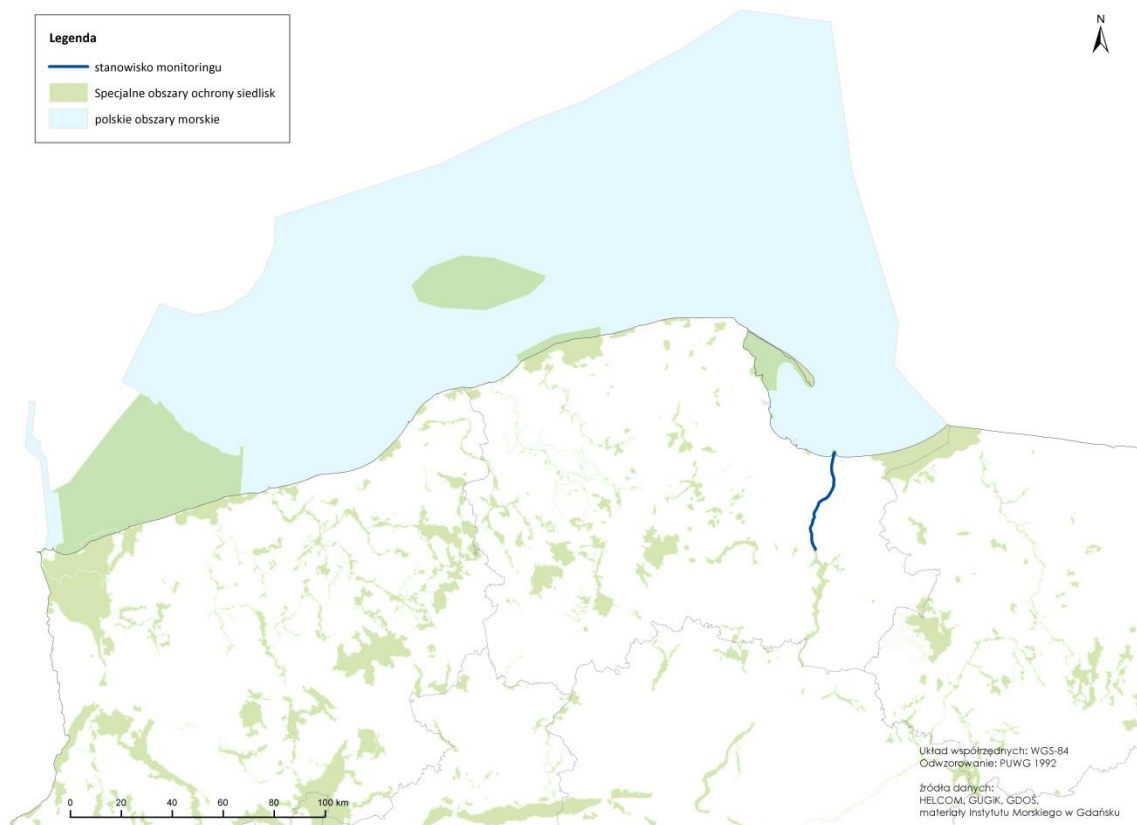 Legenda
stanowisko monitoringu
Specjalne obszary ochrony siedlisk
polskie obszary morskie
N
Układ współrzędnych: WGS-84
Odwzorowanie: PUWG 1992
źródła danych:
HELCOM, GUGIK, GDOŚ,
materiały Instytutu Morskiego w Gdańsku
0 20 40 60 80 100 km